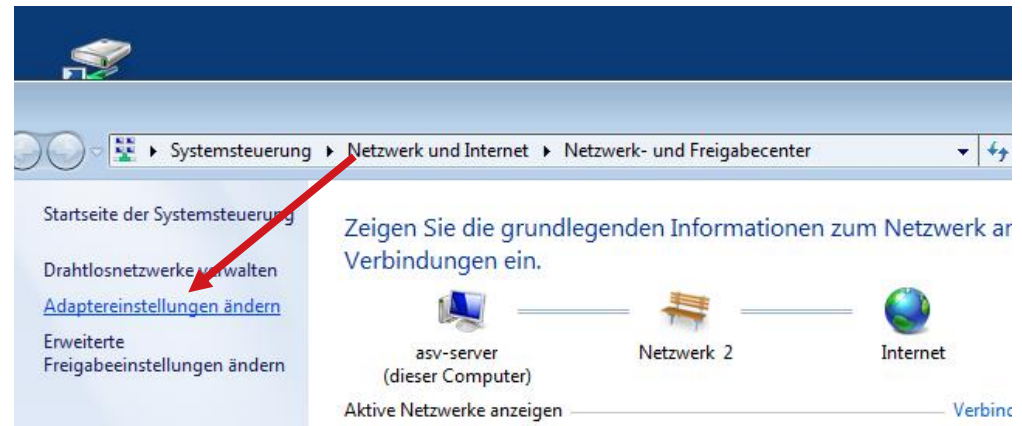 Systemsteuerung Netzwerk und Internet Netzwerk- und Freigabecenter
Startseite der Systemsteuerung
Drahtlosnetzwerke verwalten
Adaptereinstellungen ändern
Erweiterte
Freigabeeinstellungen ändern
Zeigen Sie die grundlegenden Informationen zum Netzwerk an
Verbindungen ein.
asv-server
(dieser Computer)
Netzwerk 2
Internet
Aktive Netzwerke anzeigen